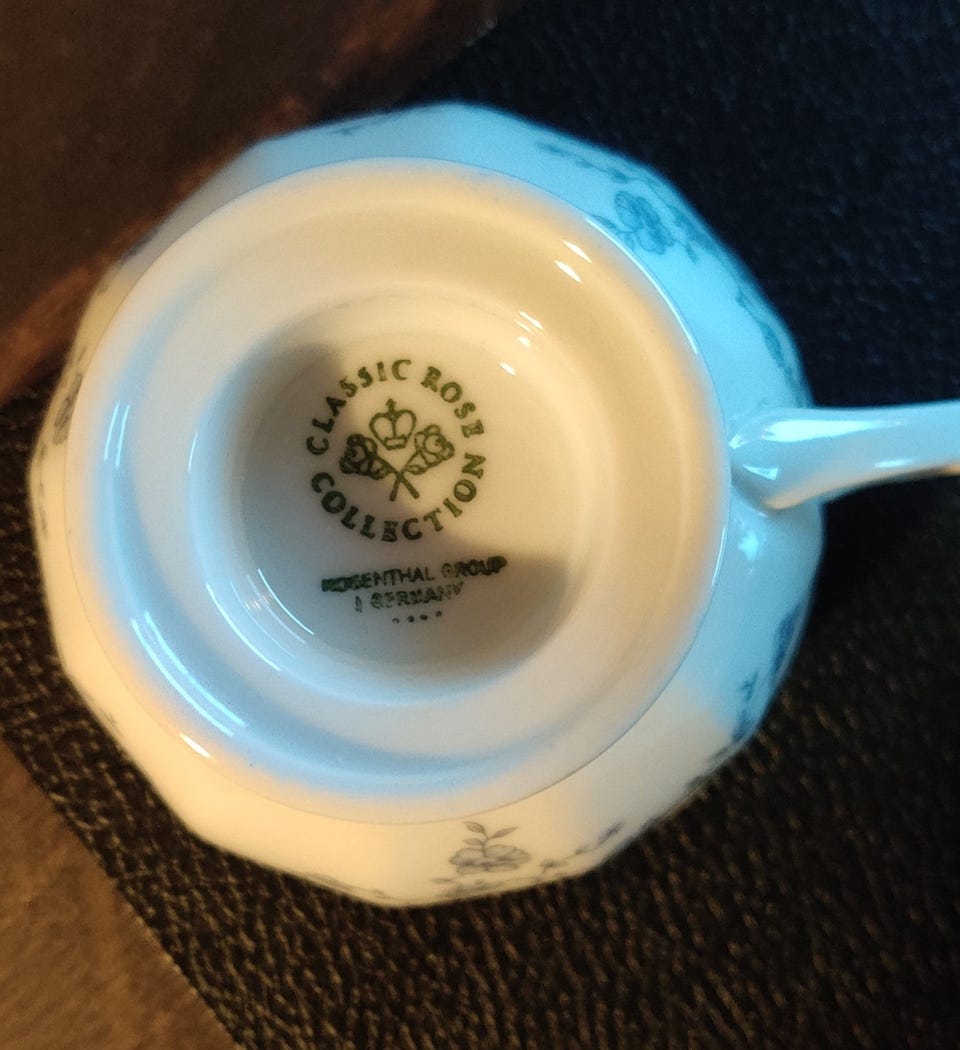 CLASSIC ROSE
COLLECTION
ROSENTHAL GROUP
GERMANY